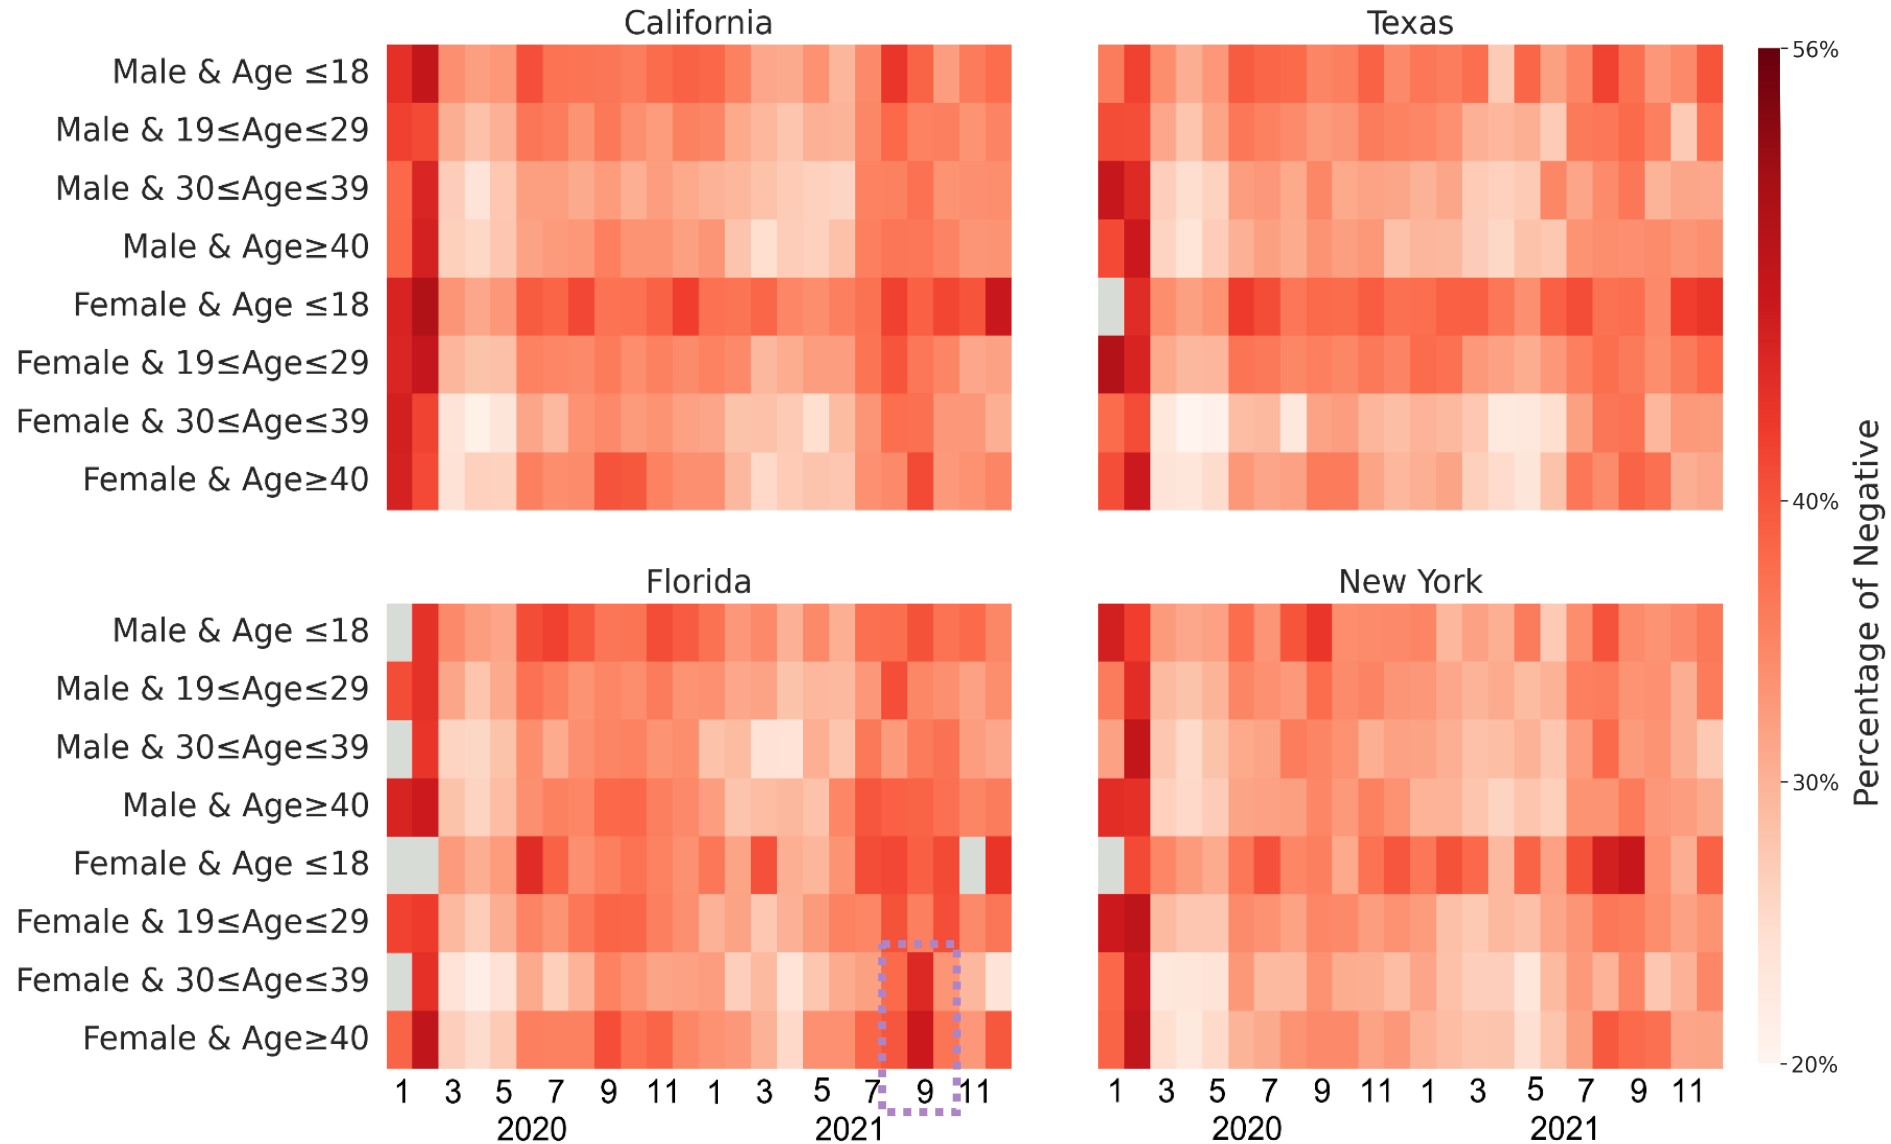 California
Texas
Male & Age ≤18
Male & 19≤Age≤29
Male & 30≤Age≤39
Male & Age≥40
Female & Age ≤18
Female & 19≤Age≤29
Female & 30≤Age≤39
Female & Age≥40
56%
40%
30%
20%
Percentage of Negative
Florida
New York
Male & Age ≤18
Male & 19≤Age≤29
Male & 30≤Age≤39
Male & Age≥40
Female & Age ≤18
Female & 19≤Age≤29
Female & 30≤Age≤39
Female & Age≥40
1 3 5 7 9 11 1 3 5 7 9 11
2020 2021
1 3 5 7 9 11 1 3 5 7 9 11
2020 2021